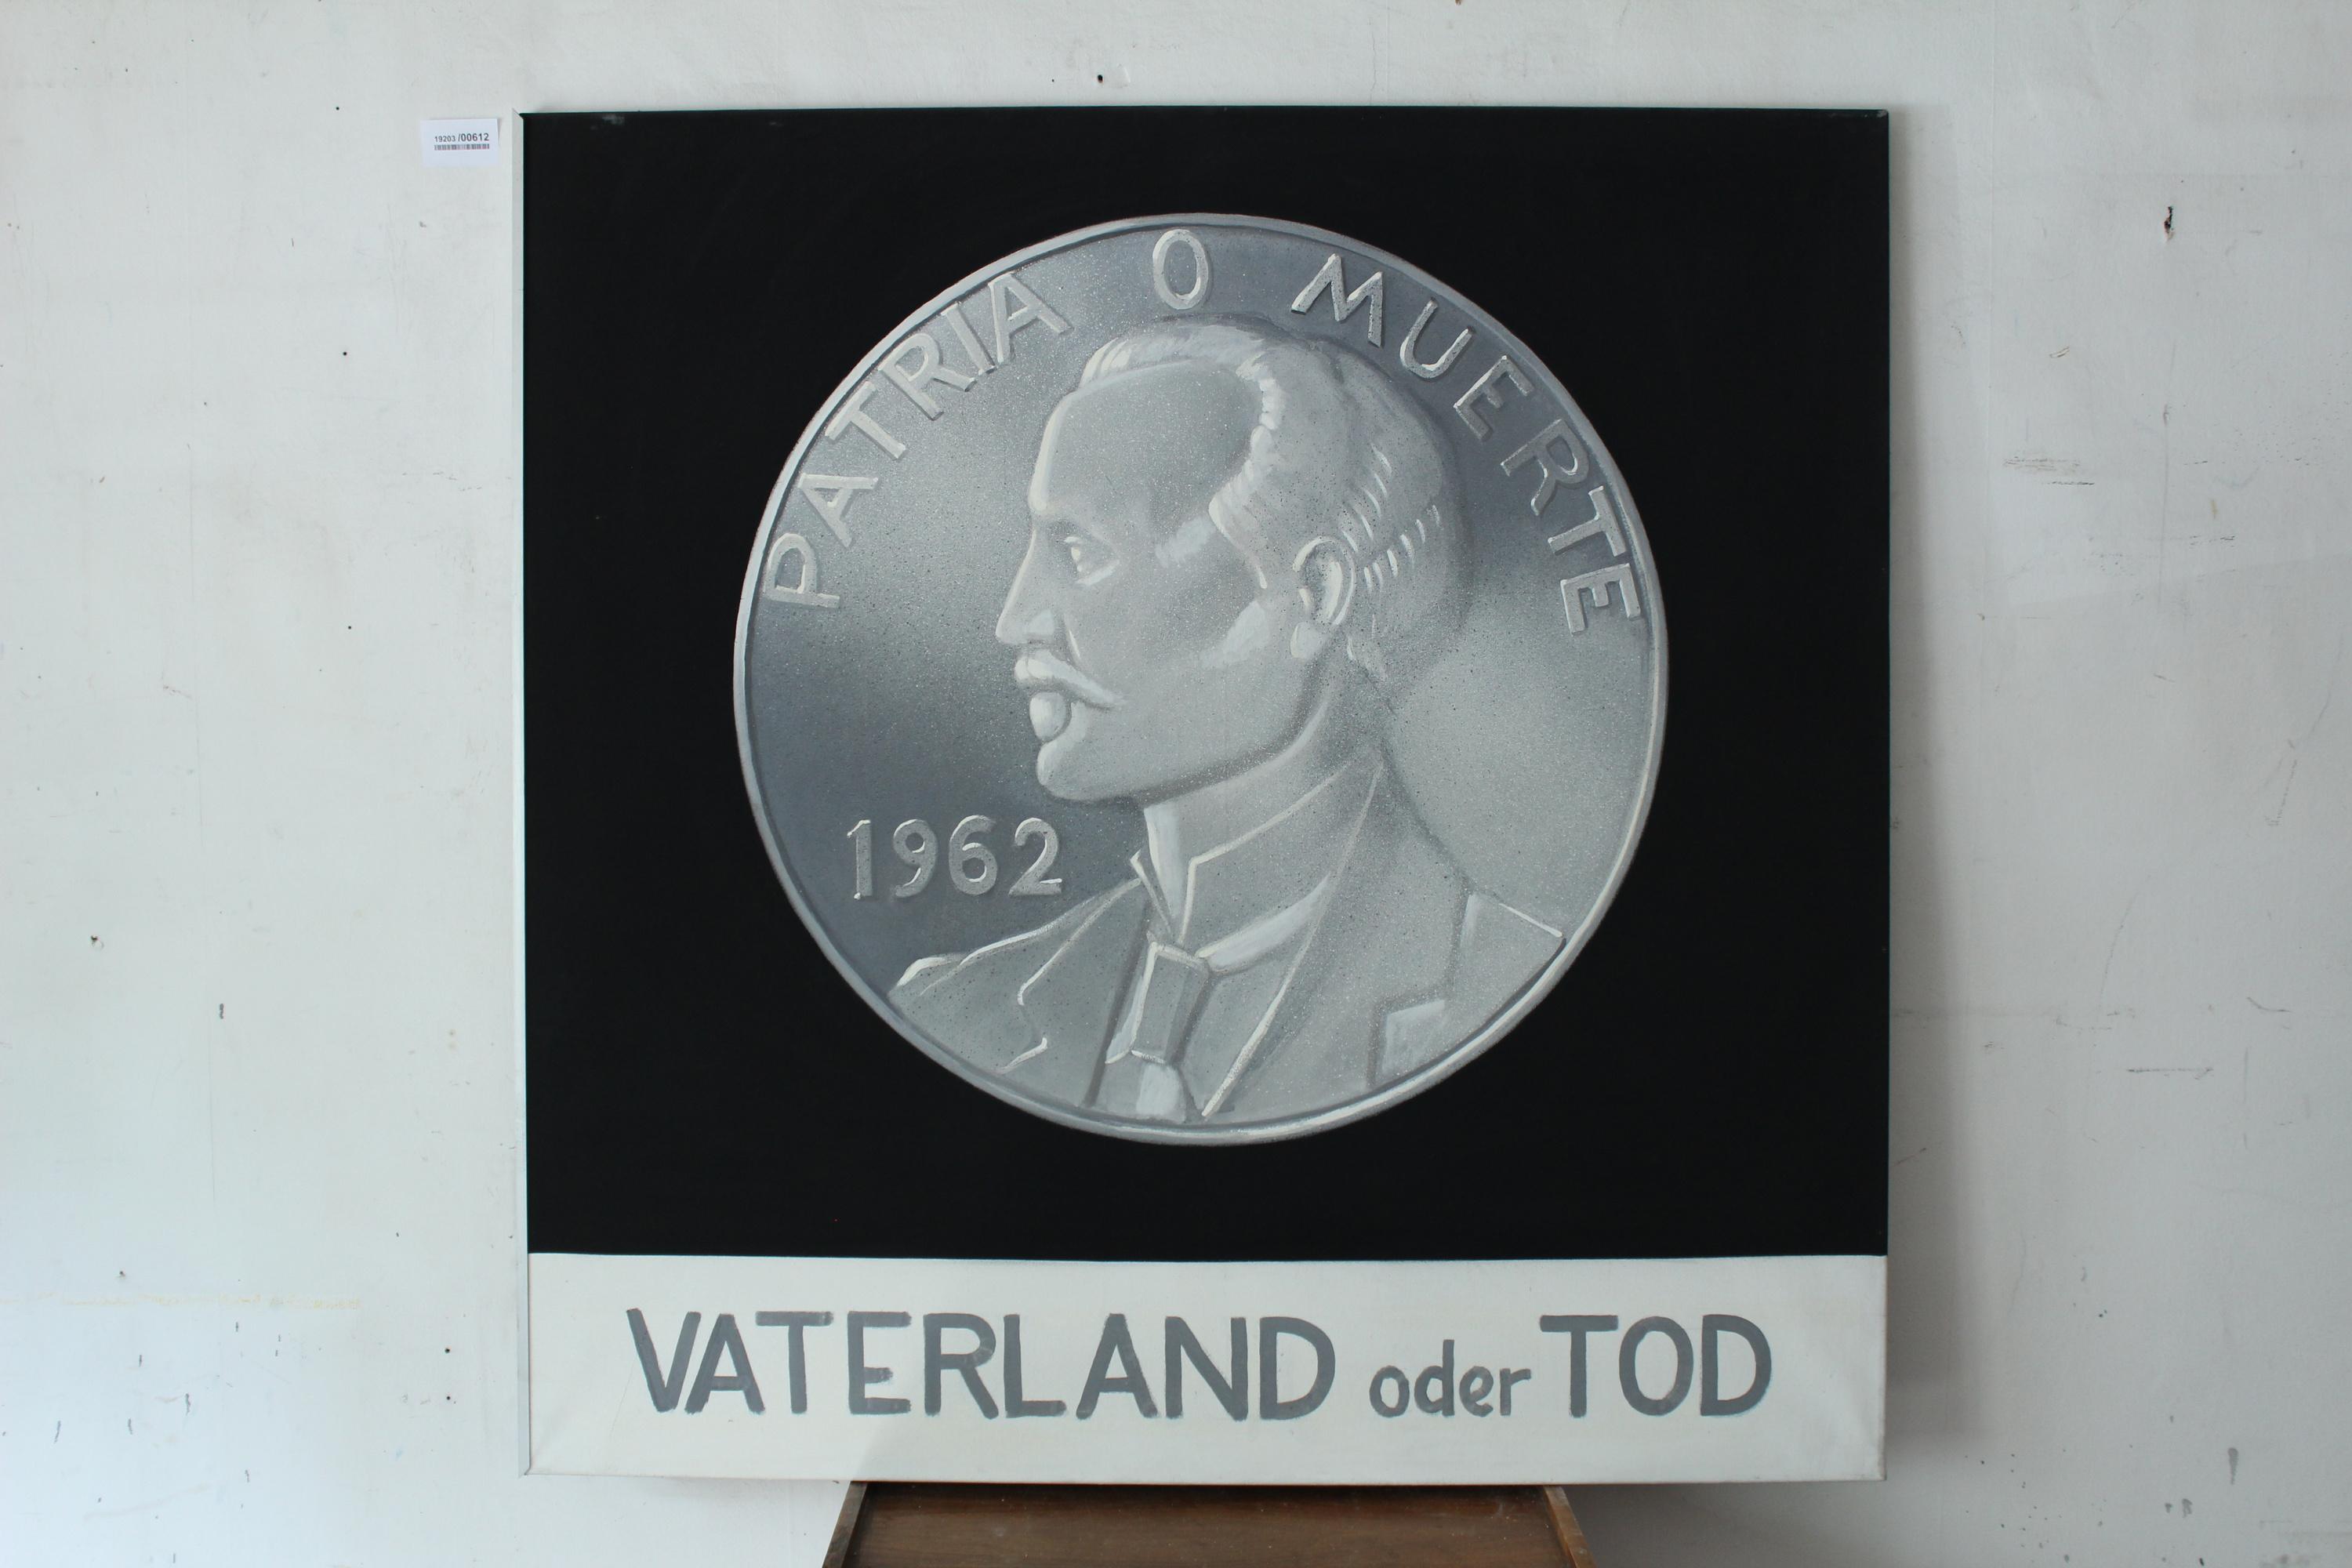 19203 /00612
PATRIA O MUERTE
1962
VATERLAND oder TOD